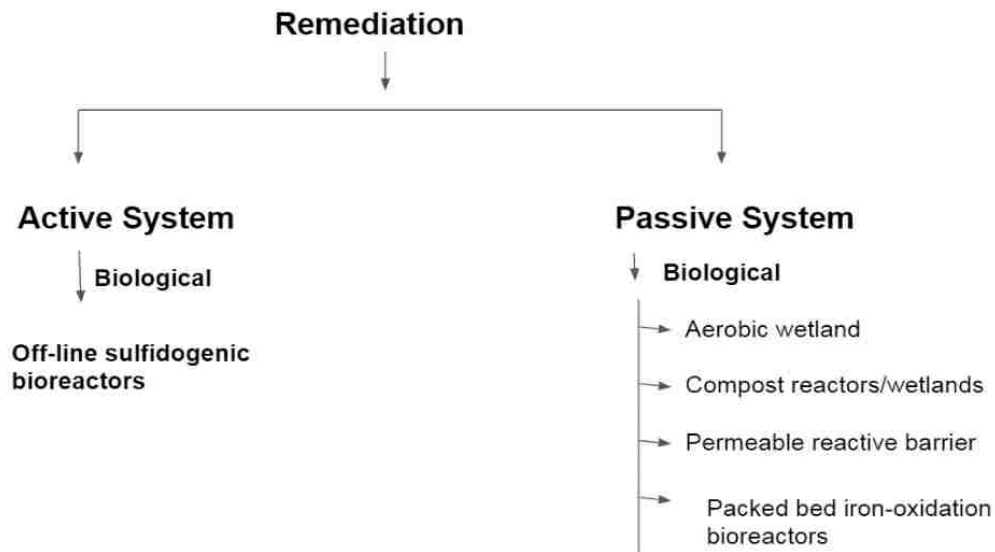 Remediation
Active System
Biological
Off-line sulfidogenic
bioreactors
Passive System
Biological
Aerobic wetland
Compost reactors/wetlands
Permeable reactive barrier
Packed bed iron-oxidation
bioreactors